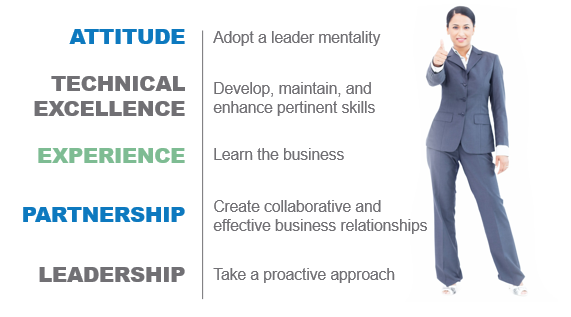 ATTITUDE
Adopt a leader mentality
TECHNICAL
EXCELLENCE
Develop, maintain, and
enhance pertinent skills
EXPERIENCE
Learn the business
PARTNERSHIP
Create collaborative and
effective business relationships
LEADERSHIP
Take a proactive approach